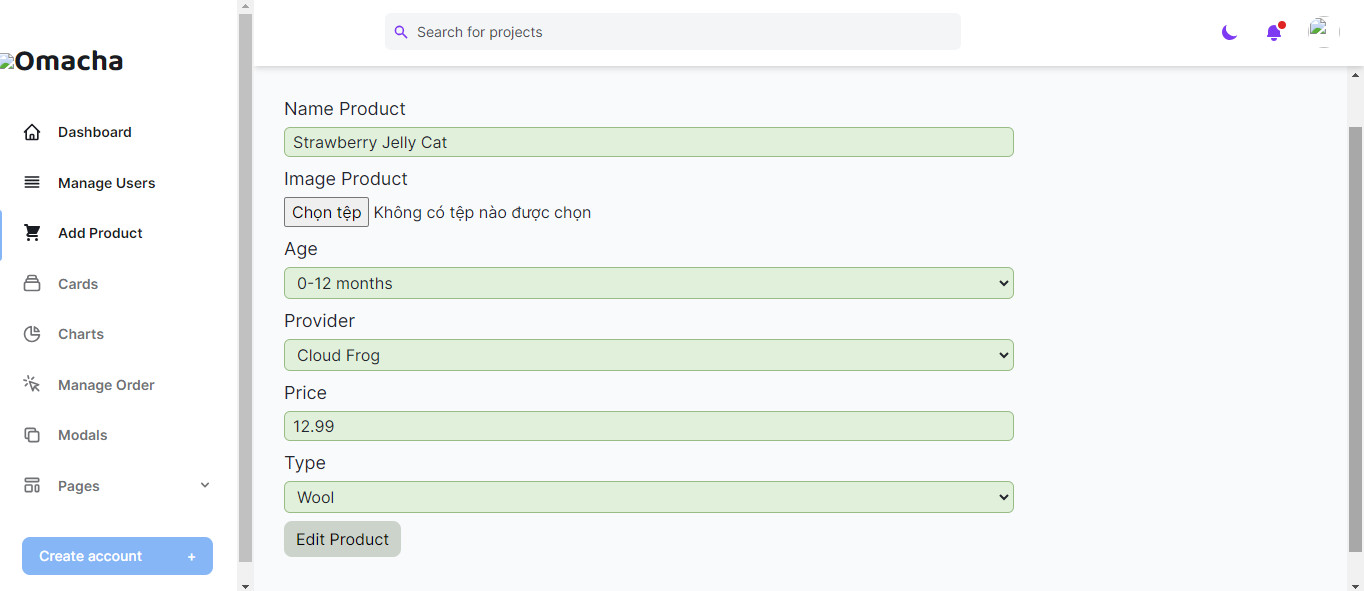 Omacha
Dashboard
Manage Users
Add Product
Cards
Charts
Manage Order
Modals
Pages
Create account +
Search for projects
Name Product
Strawberry Jelly Cat
Image Product
Chọn tệp Không có tệp nào được chọn
Age
0-12 months
Provider
Cloud Frog
Price
12.99
Type
Wool
Edit Product